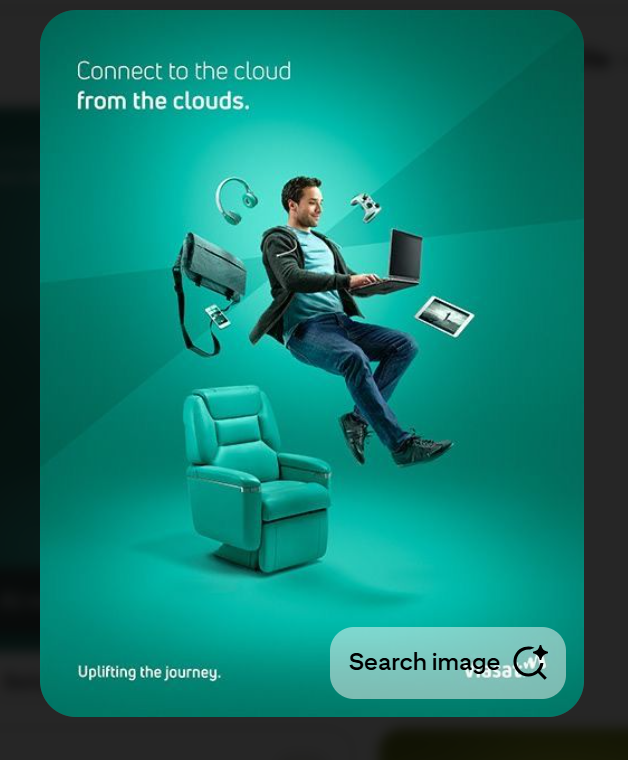 Connect to the cloud
from the clouds.
Uplifting the journey.
Search image